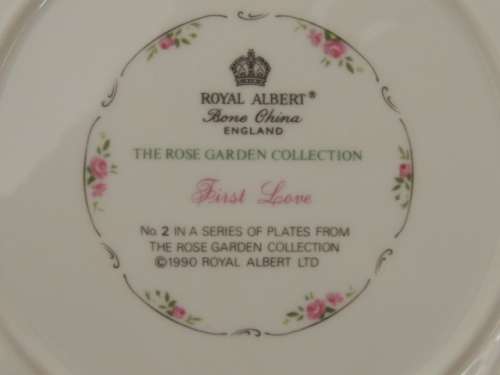 ROYAL ALBERT®
Bone China
ENGLAND
THE ROSE GARDEN COLLECTION
First Love
No. 2 IN A SERIES OF PLATES FROM
THE ROSE GARDEN COLLECTION
©1990 ROYAL ALBERT LTD